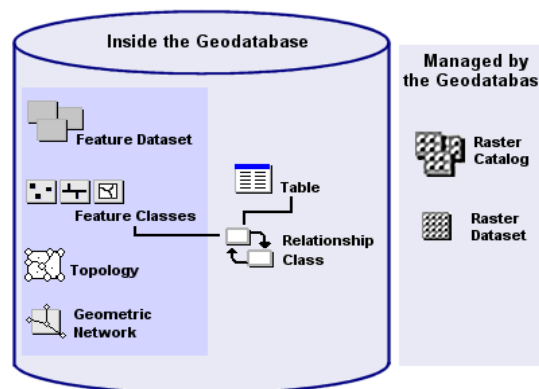 Inside the Geodatabase
Feature Dataset
Feature Classes
Topology
Geometric
Network
Table
Relationship
Class
Managed by
the Geodatabas
Raster
Catalog
Raster
Dataset